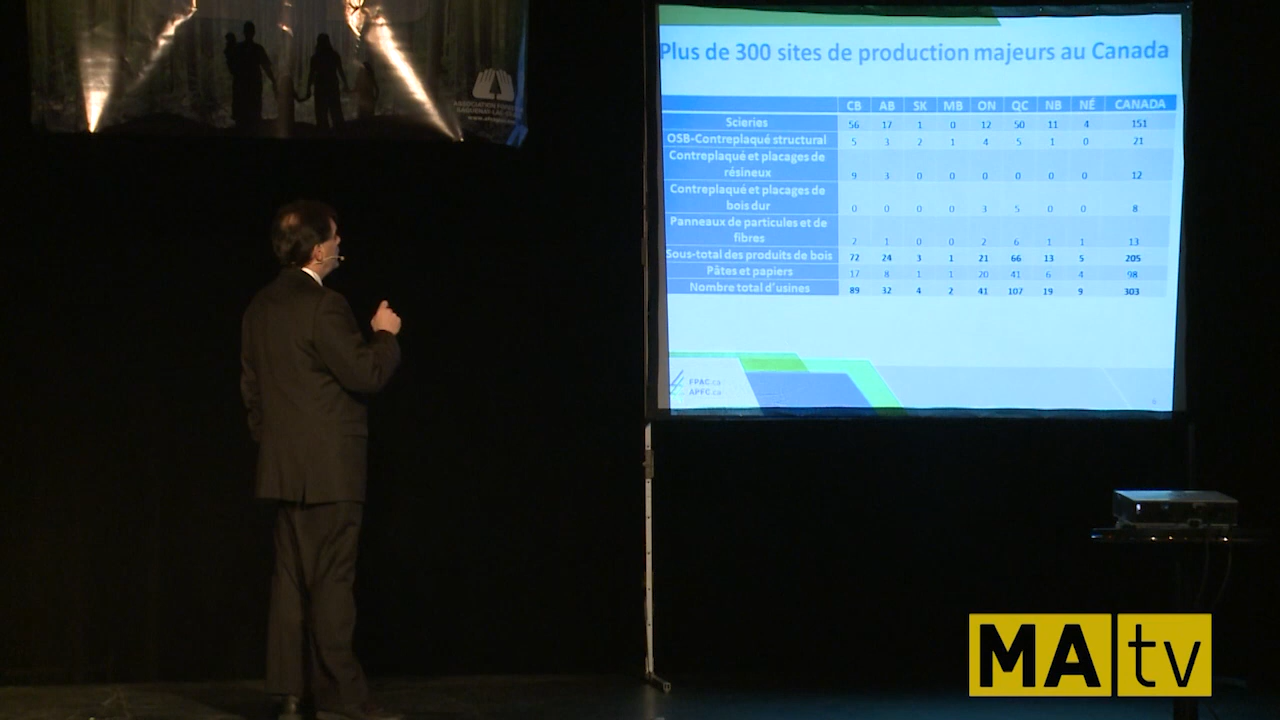 ASSOCIATION
SAGUENAY-LAC
Plus de 300 sites de production majeurs au Canada
CB AB SK MB ON QC NB NÉ CANADA
Scieries 56 17 1 0 12 50 11 4 151
OSB-Contreplaqué structural 5 3 2 1 4 5 1 0 21
Contreplaqué et placages de
résineux 9 3 0 0 0 0 0 0 12
Contreplaqué et placages de
bois dur 0 0 0 0 3 5 0 0 8
Panneaux de particules et de
fibres 2 1 0 0 2 6 1 1 13
Sous-total des produits de bois 72 24 3 1 21 66 13 5 205
Pâtes et papiers 17 8 1 1 20 41 6 4 98
Nombre total d'usines 89 32 4 2 41 107 19 9 303
FPAC.ca
APFC.ca
MAtv